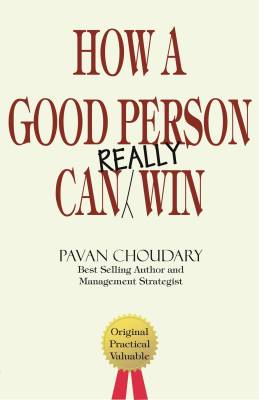 HOW A
GOOD PERSON
REALLY
CAN WIN
PAVAN CHOUDARY
Best Selling Author and
Management Strategist
Original
Practical
Valuable